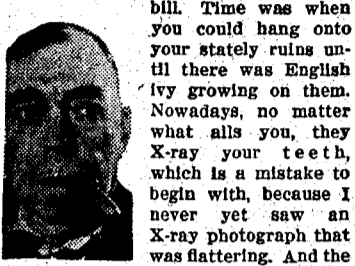 bill. Time was when
you could hang onto
your stately ruins un-
til there was English
ivy growing on them.
Nowadays, no matter
what ails you, they
X-ray your teeth,
which is a mistake to
begin with, because I
never yet saw an
X-ray photograph that
was flattering. And the